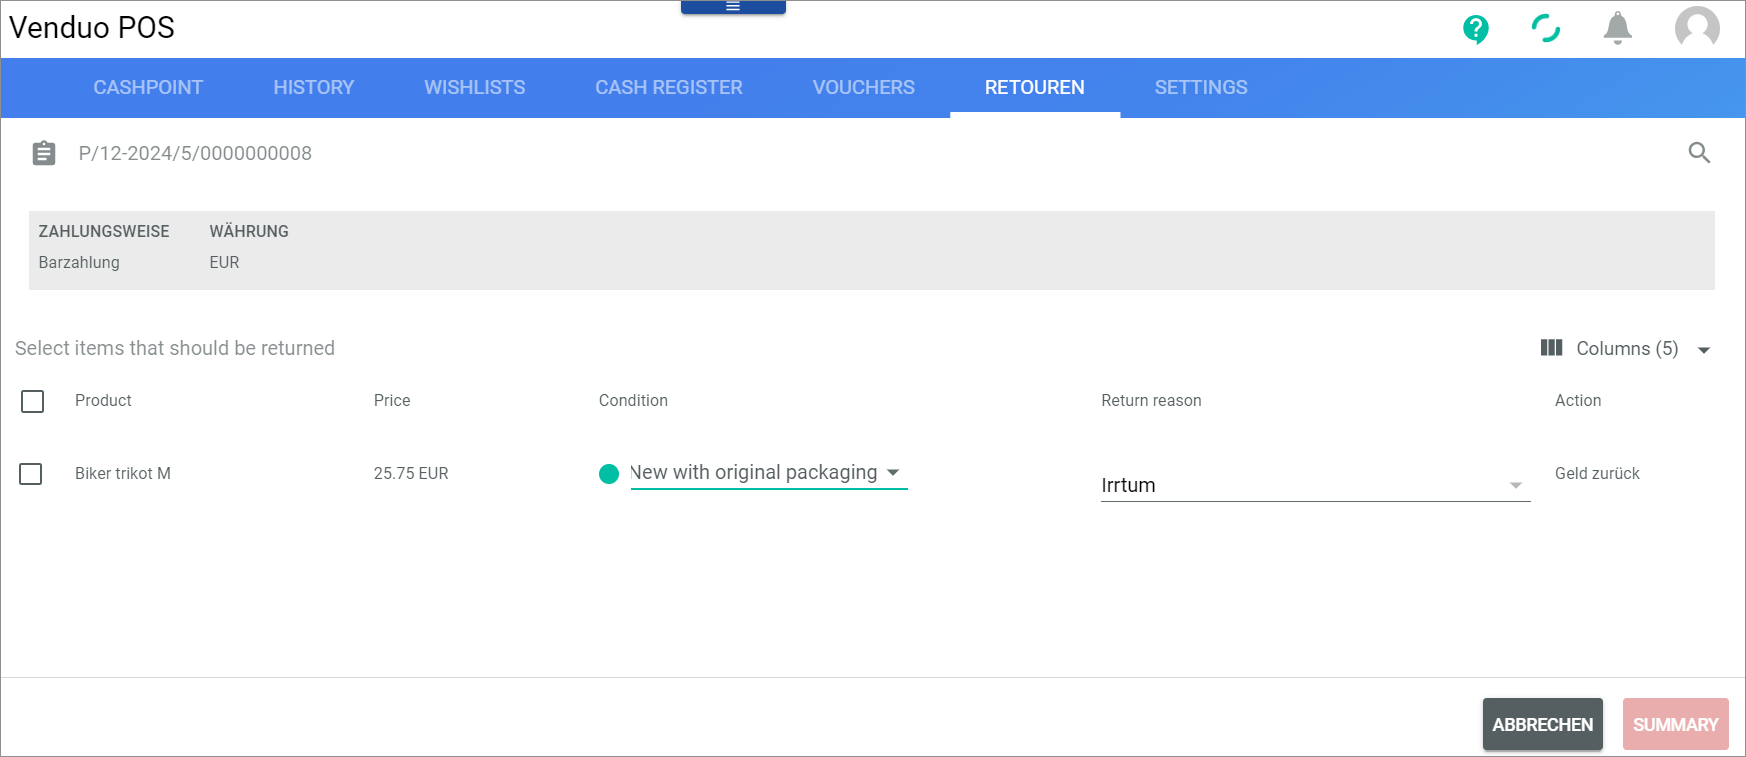 Venduo POS
CASHPOINT HISTORY WISHLISTS CASH REGISTER VOUCHERS RETOUREN SETTINGS
P/12-2024/5/0000000008
ZAHLUNGSWEISE WÄHRUNG
Barzahlung EUR
Select items that should be returned Columns (5)
Product Price Condition Return reason Action
Biker trikot M 25.75 EUR New with original packaging Irrtum Geld zurück
ABBRECHEN SUMMARY